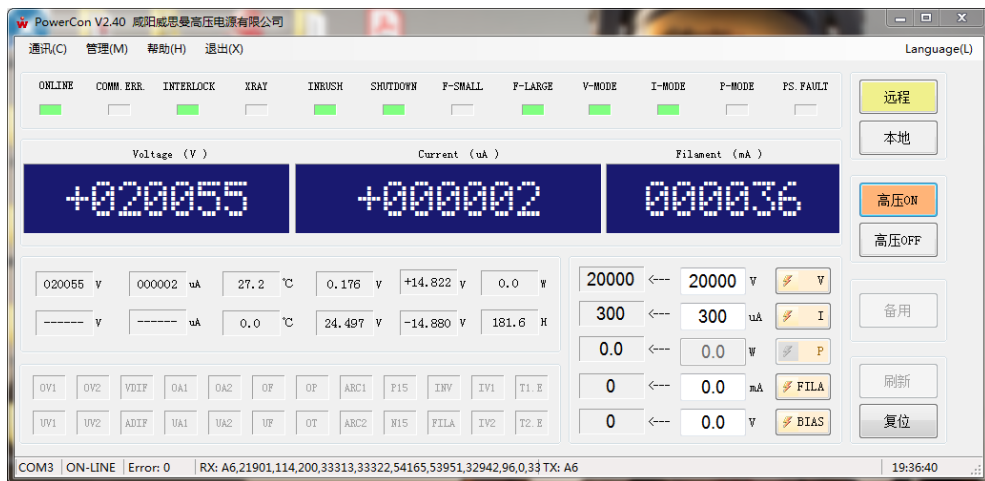 PowerCon V2.40 咸阳威思曼高压电源有限公司
通讯(C) 管理(M) 帮助(H) 退出(X) Language(L)
ONLINE COMM.ERR. INTERLOCK XRAY INRUSH SHUTDOWN F-SMALL F-LARGE V-MODE I-MODE P-MODE PS.FAULT
远程
本地
Voltage (V) Current (uA) Filament (mA)
+020055 +000002 000036
高压ON
高压OFF
020055 V 000002 uA 27.2 ℃ 0.176 V +14.822 V 0.0 W
------ V ------ uA 0.0 ℃ 24.497 V -14.880 V 181.6 H
20000 <--- 20000 V V
300 <--- 300 uA I
0.0 <--- 0.0 W P
0 <--- 0.0 mA FILA
0 <--- 0.0 V BIAS
备用
刷新
复位
OV1 OV2 VDIF OA1 OA2 OF OP ARC1 P15 INV IV1 T1.E
UV1 UV2 ADIF UA1 UA2 UF OT ARC2 N15 FILA IV2 T2.E
COM3 ON-LINE Error: 0 RX: A6,21901,114,200,33313,33322,54165,53951,32942,96,0,33 TX: A6 19:36:40